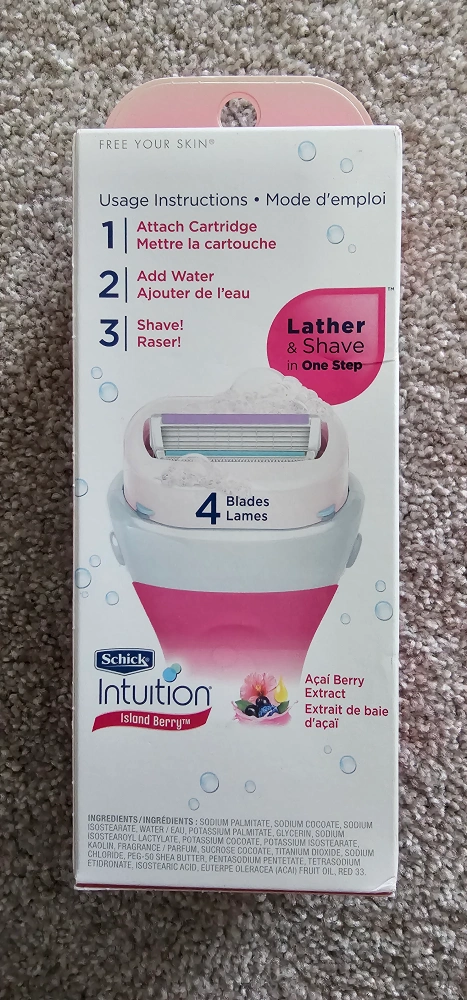 FREE YOUR SKIN®
Usage Instructions • Mode d'emploi
1 Attach Cartridge
Mettre la cartouche
2 Add Water
Ajouter de l'eau
3 Shave!
Raser!
Lather
& Shave
in One Step
™
4 Blades
Lames
Schick®
Intuition®
Island Berry™
Açaí Berry
Extract
Extrait de baie
d'açaï
INGREDIENTS/INGRÉDIENTS : SODIUM PALMITATE, SODIUM COCOATE, SODIUM
ISOSTEARATE, WATER / EAU, POTASSIUM PALMITATE, GLYCERIN, SODIUM
ISOSTEAROYL LACTYLATE, POTASSIUM COCOATE, POTASSIUM ISOSTEARATE,
KAOLIN, FRAGRANCE / PARFUM, SUCROSE COCOATE, TITANIUM DIOXIDE, SODIUM
CHLORIDE, PEG-50 SHEA BUTTER, PENTASODIUM PENTETATE, TETRASODIUM
ETIDRONATE, ISOSTEARIC ACID, EUTERPE OLERACEA (ACAI) FRUIT OIL, RED 33.